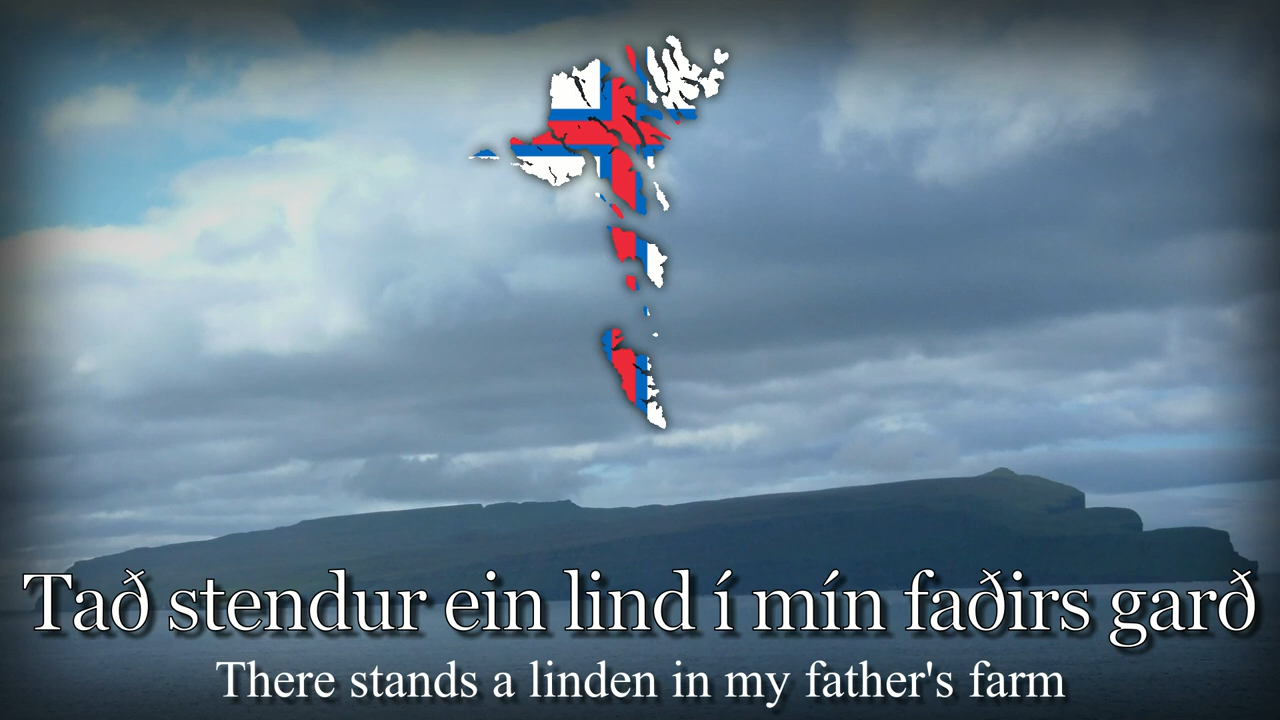 Tað stendur ein lind í mín faðirs garð
There stands a linden in my father's farm